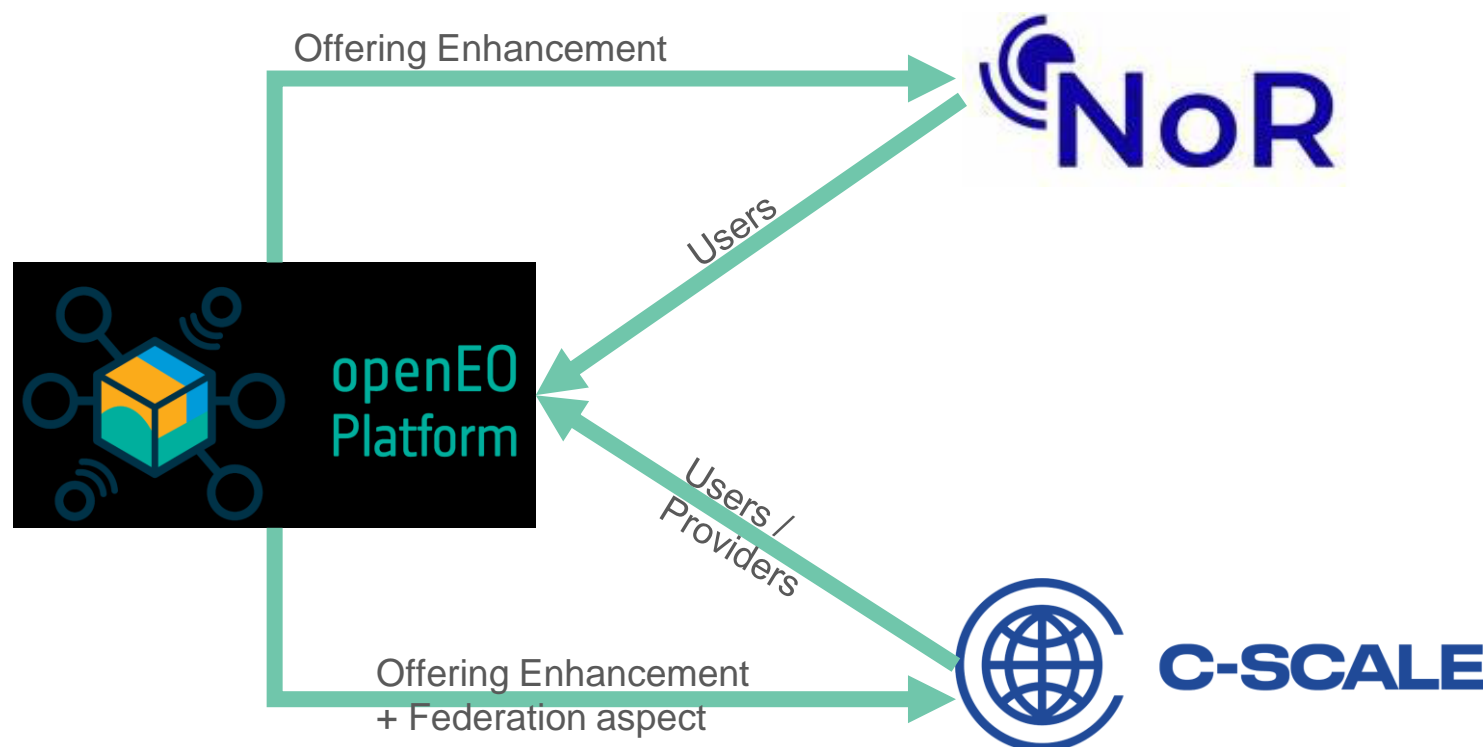 Offering Enhancement
NoR
Users
openEO
Platform
Users /
Providers
C-SCALE
Offering Enhancement
+ Federation aspect